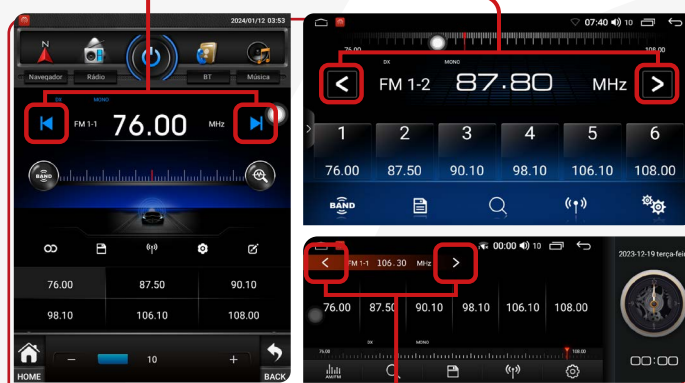 2024/01/12 03:53
Navegador Rádio BT Música
DX MONO
FM 1-1 76.00 MHz
BAND
76.00 87.50 90.10
98.10 106.10 108.00
HOME − 10 + BACK
07:40 10
76.00 108.00
DX MONO
< FM 1-2 87.80 MHz >
1 2 3 4 5 6
76.00 87.50 90.10 98.10 106.10 108.00
BAND
00:00 10
< FM 1-1 106.30 MHz >
76.00 87.50 90.10 98.10 106.10 108.00
DX MONO
76.00 108.00
AM/FM
2023-12-19 terça-feir
00:00